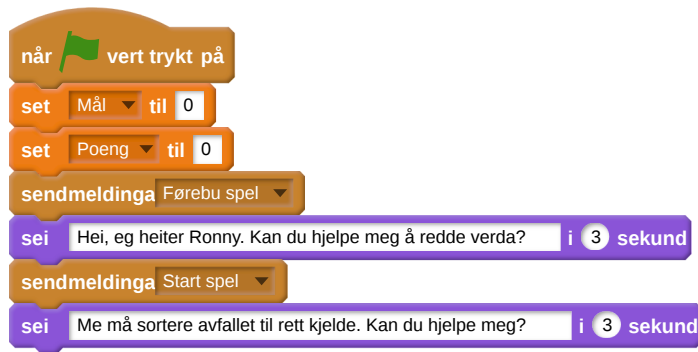 når vert trykt på
set Mål til 0
set Poeng til 0
sendmeldinga Førebu spel
sei Hei, eg heiter Ronny. Kan du hjelpe meg å redde verda? i 3 sekund
sendmeldinga Start spel
sei Me må sortere avfallet til rett kjelde. Kan du hjelpe meg? i 3 sekund